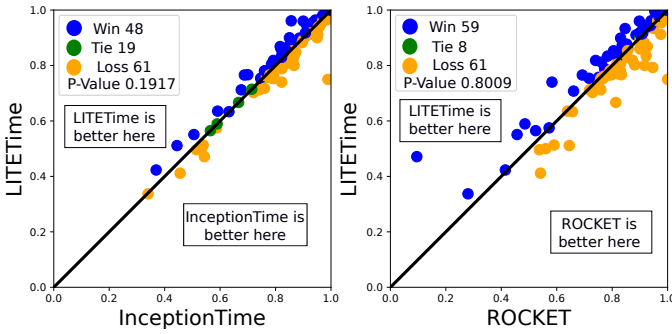 1.0
0.8
0.6
0.4
0.2
0.0
LITETime
Win 48
Tie 19
Loss 61
P-Value 0.1917
LITETime is
better here
InceptionTime is
better here
0.0 0.2 0.4 0.6 0.8 1.0
InceptionTime
1.0
0.8
0.6
0.4
0.2
0.0
LITETime
Win 59
Tie 8
Loss 61
P-Value 0.8009
LITETime is
better here
ROCKET is
better here
0.0 0.2 0.4 0.6 0.8 1.0
ROCKET